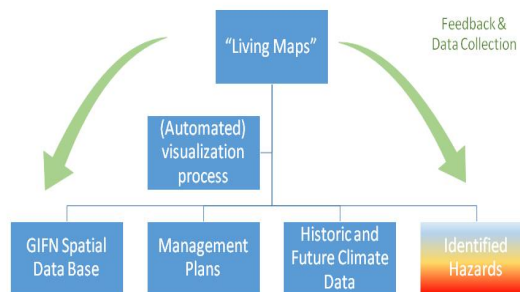 Feedback &
Data Collection
“Living Maps”
(Automated)
visualization
process
GIFN Spatial
Data Base
Management
Plans
Historic and
Future Climate
Data
Identified
Hazards